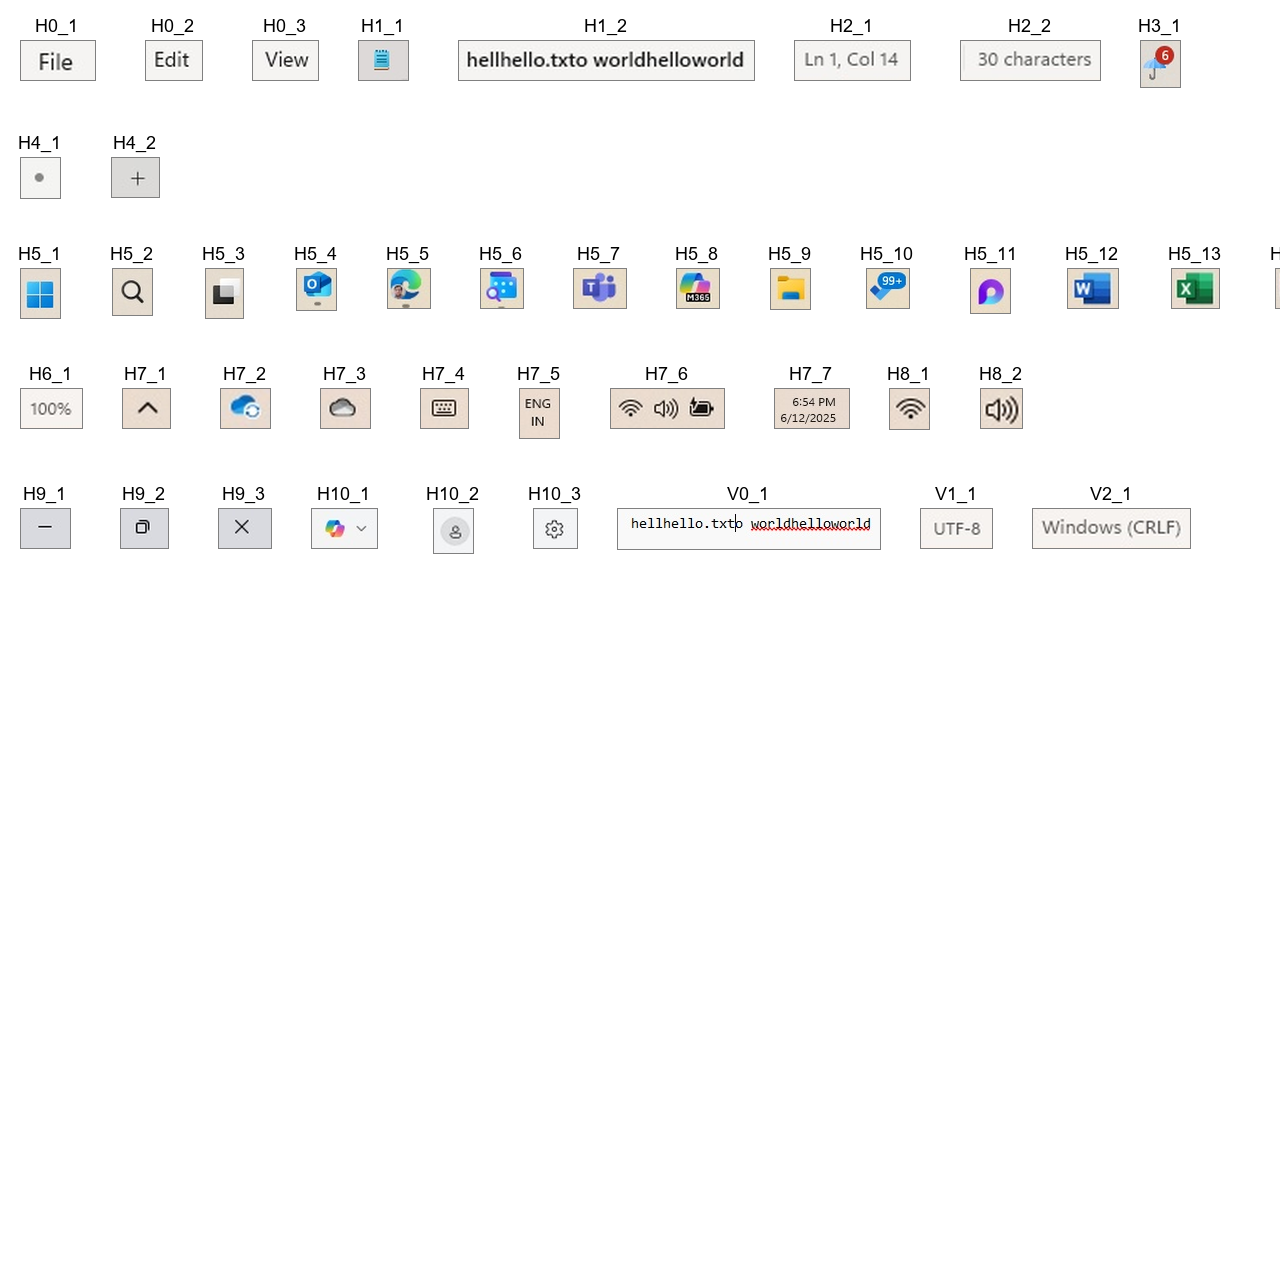 H0_1 H0_2 H0_3 H1_1 H1_2 H2_1 H2_2 H3_1
File Edit View hellhello.txto worldhelloworld Ln 1, Col 14 30 characters 6
H4_1 H4_2
H5_1 H5_2 H5_3 H5_4 H5_5 H5_6 H5_7 H5_8 H5_9 H5_10 H5_11 H5_12 H5_13 H
O T M365 99+ W X
H6_1 H7_1 H7_2 H7_3 H7_4 H7_5 H7_6 H7_7 H8_1 H8_2
100% ENG 6:54 PM
IN 6/12/2025
H9_1 H9_2 H9_3 H10_1 H10_2 H10_3 V0_1 V1_1 V2_1
hellhello.txto worldhelloworld UTF-8 Windows (CRLF)